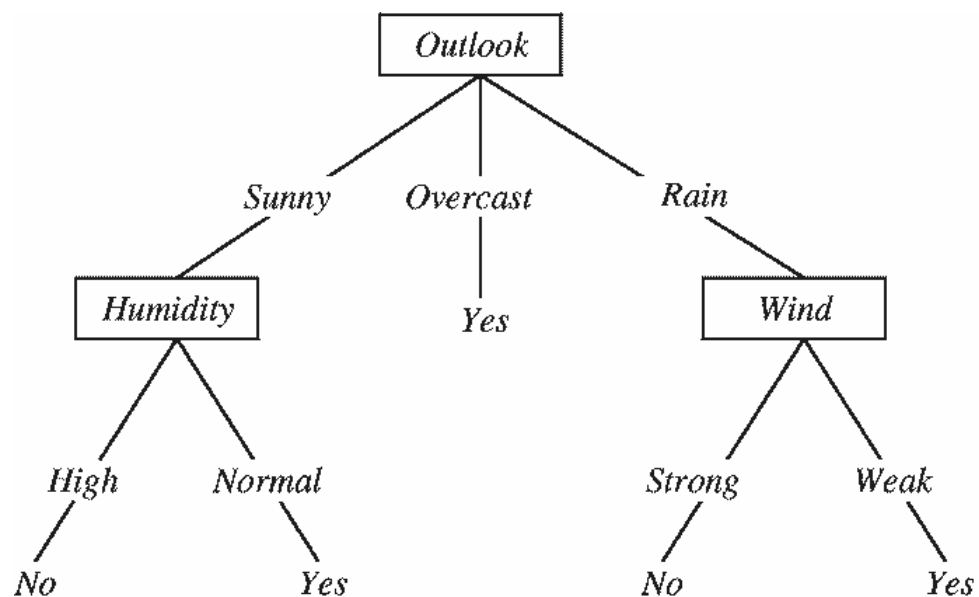 Outlook
Sunny Overcast Rain
Humidity Yes Wind
High Normal Strong Weak
No Yes No Yes